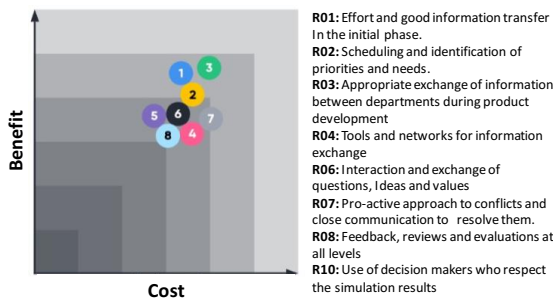 Benefit
1
3
2
5
6
7
8
4
Cost
R01: Effort and good information transfer
In the initial phase.
R02: Scheduling and identification of
priorities and needs.
R03: Appropriate exchange of information
between departments during product
development
R04: Tools and networks for information
exchange
R06: Interaction and exchange of
questions, Ideas and values
R07: Pro-active approach to conflicts and
close communication to resolve them.
R08: Feedback, reviews and evaluations at
all levels
R10: Use of decision makers who respect
the simulation results